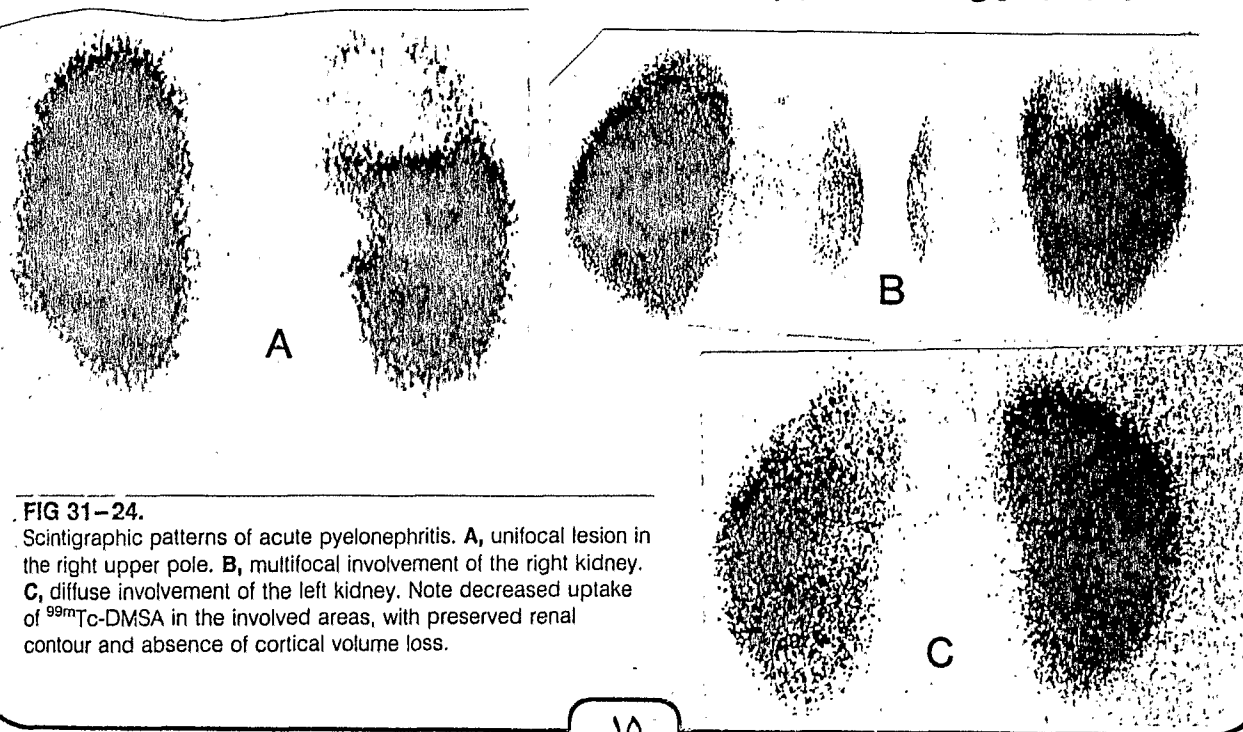 A
B
C
FIG 31–24.
Scintigraphic patterns of acute pyelonephritis. A, unifocal lesion in
the right upper pole. B, multifocal involvement of the right kidney.
C, diffuse involvement of the left kidney. Note decreased uptake
of ⁹⁹ᵐTc-DMSA in the involved areas, with preserved renal
contour and absence of cortical volume loss.